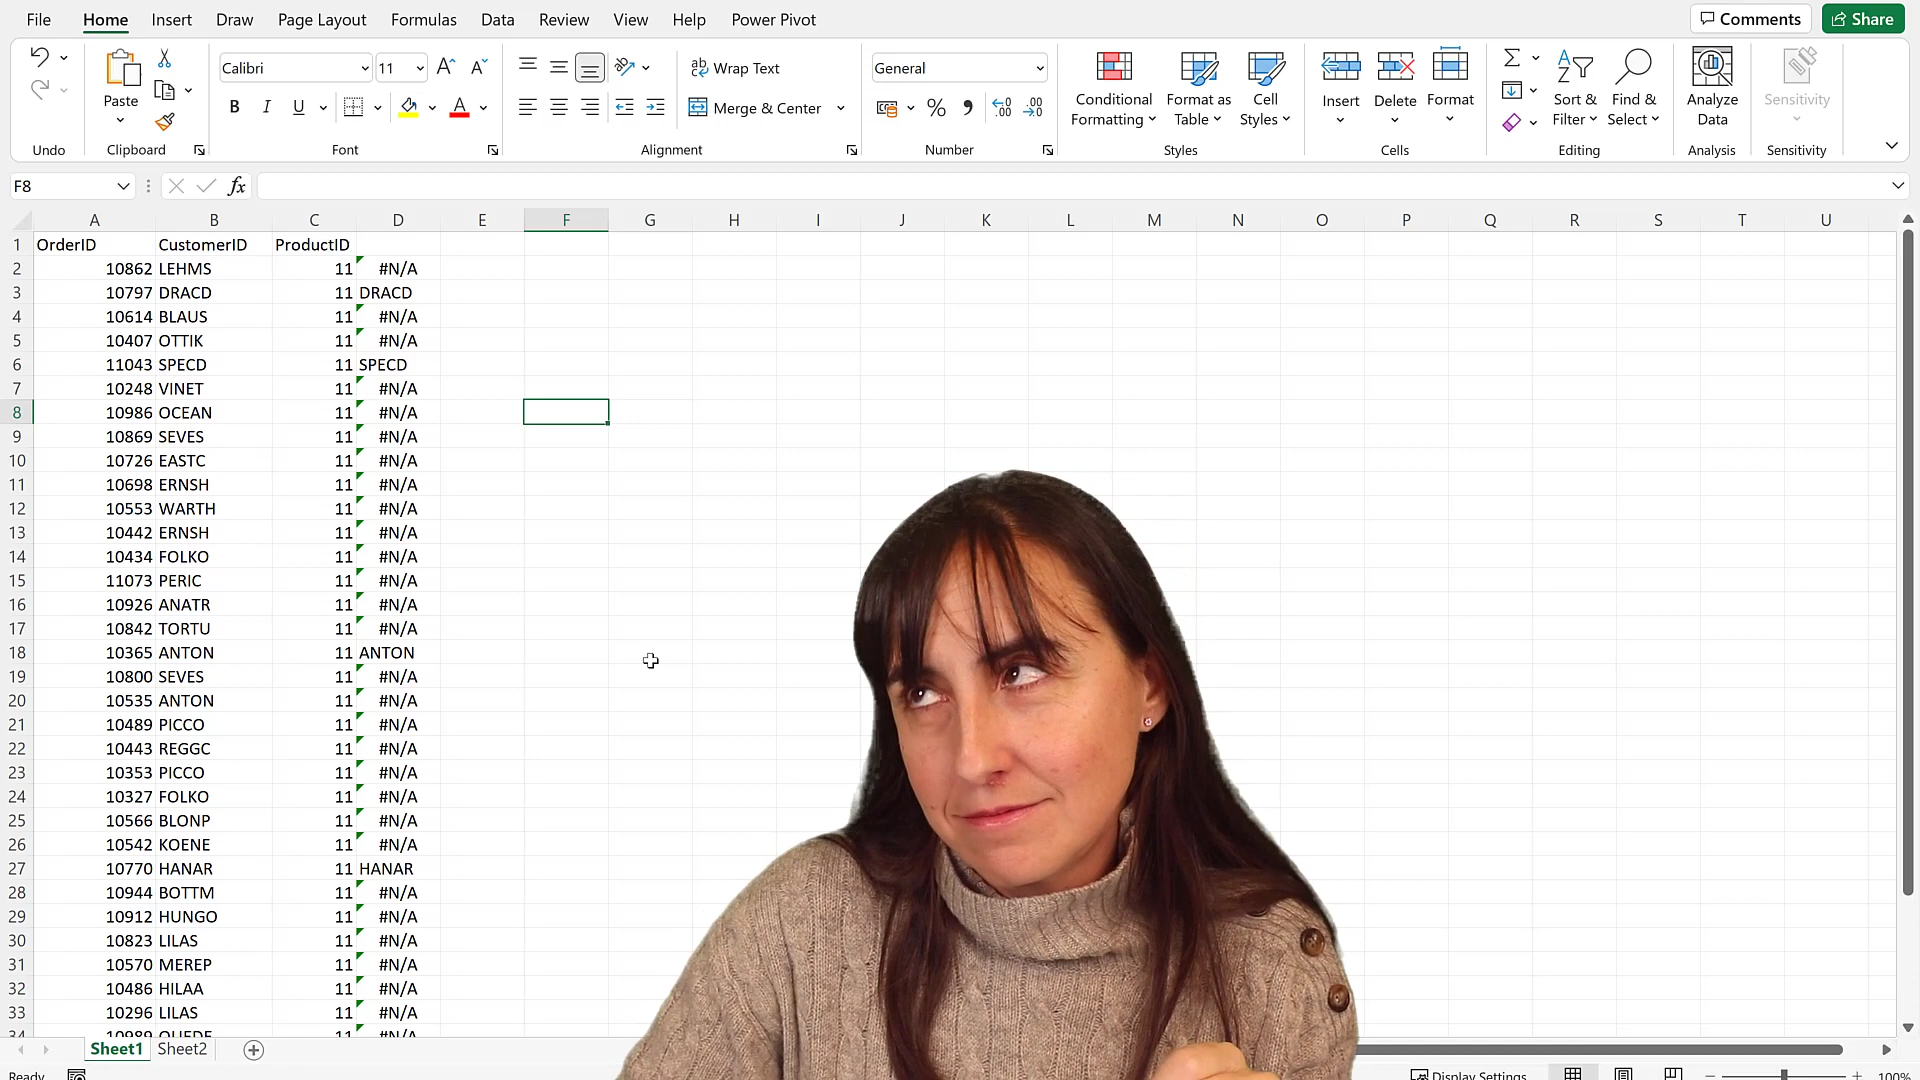 File Home Insert Draw Page Layout Formulas Data Review View Help Power Pivot Comments Share
Calibri 11 Wrap Text General
Paste B I U Merge & Center Conditional Formatting Format as Table Cell Styles Insert Delete Format Sort & Filter Find & Select Analyze Data Sensitivity
Undo Clipboard Font Alignment Number Styles Cells Editing Analysis Sensitivity
F8 fx
A B C D E F G H I J K L M N O P Q R S T U
1 OrderID CustomerID ProductID
2 10862 LEHMS 11 #N/A
3 10797 DRACD 11 DRACD
4 10614 BLAUS 11 #N/A
5 10407 OTTIK 11 #N/A
6 11043 SPECD 11 SPECD
7 10248 VINET 11 #N/A
8 10986 OCEAN 11 #N/A
9 10869 SEVES 11 #N/A
10 10726 EASTC 11 #N/A
11 10698 ERNSH 11 #N/A
12 10553 WARTH 11 #N/A
13 10442 ERNSH 11 #N/A
14 10434 FOLKO 11 #N/A
15 11073 PERIC 11 #N/A
16 10926 ANATR 11 #N/A
17 10842 TORTU 11 #N/A
18 10365 ANTON 11 ANTON
19 10800 SEVES 11 #N/A
20 10535 ANTON 11 #N/A
21 10489 PICCO 11 #N/A
22 10443 REGGC 11 #N/A
23 10353 PICCO 11 #N/A
24 10327 FOLKO 11 #N/A
25 10566 BLONP 11 #N/A
26 10542 KOENE 11 #N/A
27 10770 HANAR 11 HANAR
28 10944 BOTTM 11 #N/A
29 10912 HUNGO 11 #N/A
30 10823 LILAS 11 #N/A
31 10570 MEREP 11 #N/A
32 10486 HILAA 11 #N/A
33 10296 LILAS 11 #N/A
34 10989 QUEDE 11 #N/A
Sheet1 Sheet2
Ready Display Settings 100%